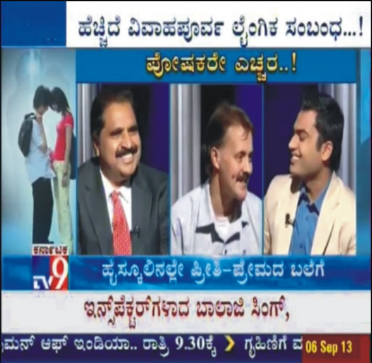 ಹೆಚ್ಚಿದೆ ವಿವಾಹಪೂರ್ವ ಲೈಂಗಿಕ ಸಂಬಂಧ...!
ಪೋಷಕರೇ ಎಚ್ಚರ..!
ಕರ್ನಾಟಕ
TV9
ಹೈಸ್ಕೂಲಿನಲ್ಲೇ ಪ್ರೀತಿ-ಪ್ರೇಮದ ಬಲೆಗೆ
ಇನ್ಸ್‌ಪೆಕ್ಟರ್‌ಗಳಾದ ಬಾಲಾಜಿ ಸಿಂಗ್,
ಮನ್ ಆಫ್ ಇಂಡಿಯಾ.. ರಾತ್ರಿ 9.30ಕ್ಕೆ > ಗೃಹಿಣಿಗೆ ವ
06 Sep 13